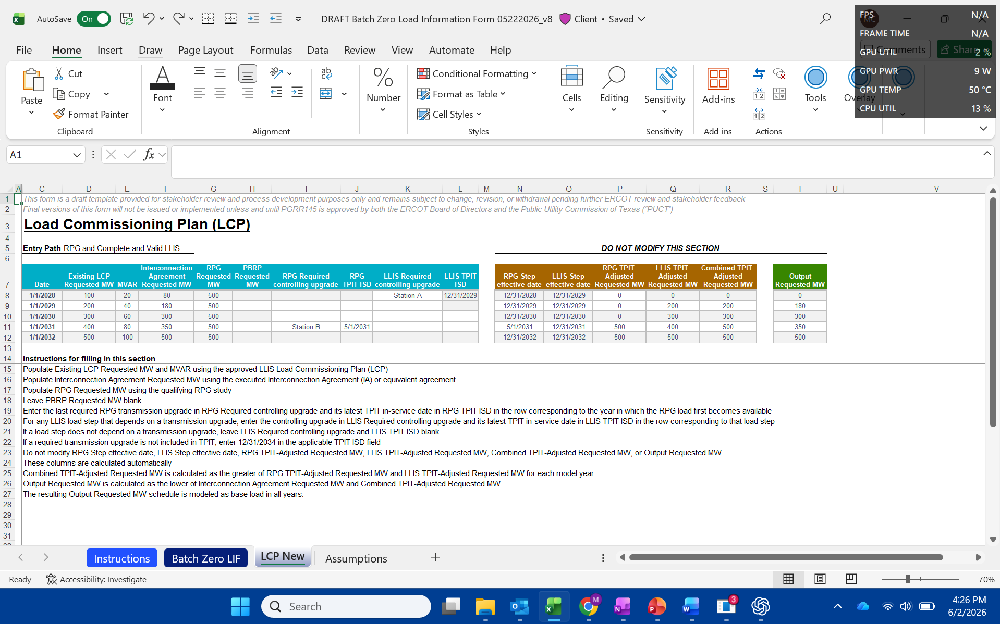 AutoSave On
DRAFT Batch Zero Load Information Form 05222026_v8
Client • Saved
FPS N/A
FRAME TIME N/A
GPU UTIL 2 %
GPU PWR 9 W
GPU TEMP 50 °C
CPU UTIL 13 %
File Home Insert Draw Page Layout Formulas Data Review View Automate Help
Comments Share
Paste
Cut
Copy
Format Painter
Clipboard
Font
Alignment
Number
Conditional Formatting
Format as Table
Cell Styles
Styles
Cells
Editing
Sensitivity
Sensitivity
Add-ins
Add-ins
Actions
Tools
Overlay
A1
fx
A C D E F G H I J K L M N O P Q R S T U V
1 This form is a draft template provided for stakeholder review and process development purposes only and remains subject to change, revision, or withdrawal pending further ERCOT review and stakeholder feedback
2 Final versions of this form will not be issued or implemented unless and until PGRR145 is approved by both the ERCOT Board of Directors and the Public Utility Commission of Texas (“PUCT”)
3 Load Commissioning Plan (LCP)
4
5 Entry Path RPG and Complete and Valid LLIS DO NOT MODIFY THIS SECTION
6
7 Date Existing LCP Requested MW MVAR Interconnection Agreement Requested MW RPG Requested MW PBRP Requested MW RPG Required controlling upgrade RPG TPIT ISD LLIS Required controlling upgrade LLIS TPIT ISD RPG Step effective date LLIS Step effective date RPG TPIT-Adjusted Requested MW LLIS TPIT-Adjusted Requested MW Combined TPIT-Adjusted Requested MW Output Requested MW
8 1/1/2028 100 20 80 500 Station A 12/31/2029 12/31/2028 12/31/2029 0 0 0 0
9 1/1/2029 200 40 180 500 12/31/2029 12/31/2029 0 200 200 180
10 1/1/2030 300 60 300 500 12/31/2030 12/31/2030 0 300 300 300
11 1/1/2031 400 80 350 500 Station B 5/1/2031 5/1/2031 12/31/2031 500 400 500 350
12 1/1/2032 500 100 500 500 12/31/2032 12/31/2032 500 500 500 500
13
14 Instructions for filling in this section
15 Populate Existing LCP Requested MW and MVAR using the approved LLIS Load Commissioning Plan (LCP)
16 Populate Interconnection Agreement Requested MW using the executed Interconnection Agreement (IA) or equivalent agreement
17 Populate RPG Requested MW using the qualifying RPG study
18 Leave PBRP Requested MW blank
19 Enter the last required RPG transmission upgrade in RPG Required controlling upgrade and its latest TPIT in-service date in RPG TPIT ISD in the row corresponding to the year in which the RPG load first becomes available
20 For any LLIS load step that depends on a transmission upgrade, enter the controlling upgrade in LLIS Required controlling upgrade and its latest TPIT in-service date in LLIS TPIT ISD in the row corresponding to that load step
21 If a load step does not depend on a transmission upgrade, leave LLIS Required controlling upgrade and LLIS TPIT ISD blank
22 If a required transmission upgrade is not included in TPIT, enter 12/31/2034 in the applicable TPIT ISD field
23 Do not modify RPG Step effective date, LLIS Step effective date, RPG TPIT-Adjusted Requested MW, LLIS TPIT-Adjusted Requested MW, Combined TPIT-Adjusted Requested MW, or Output Requested MW
24 These columns are calculated automatically
25 Combined TPIT-Adjusted Requested MW is calculated as the greater of RPG TPIT-Adjusted Requested MW and LLIS TPIT-Adjusted Requested MW for each model year
26 Output Requested MW is calculated as the lower of Interconnection Agreement Requested MW and Combined TPIT-Adjusted Requested MW
27 The resulting Output Requested MW schedule is modeled as base load in all years.
28
29
30
31
Instructions Batch Zero LIF LCP New Assumptions
Ready Accessibility: Investigate 70%
Search
3
4:26 PM
6/2/2026